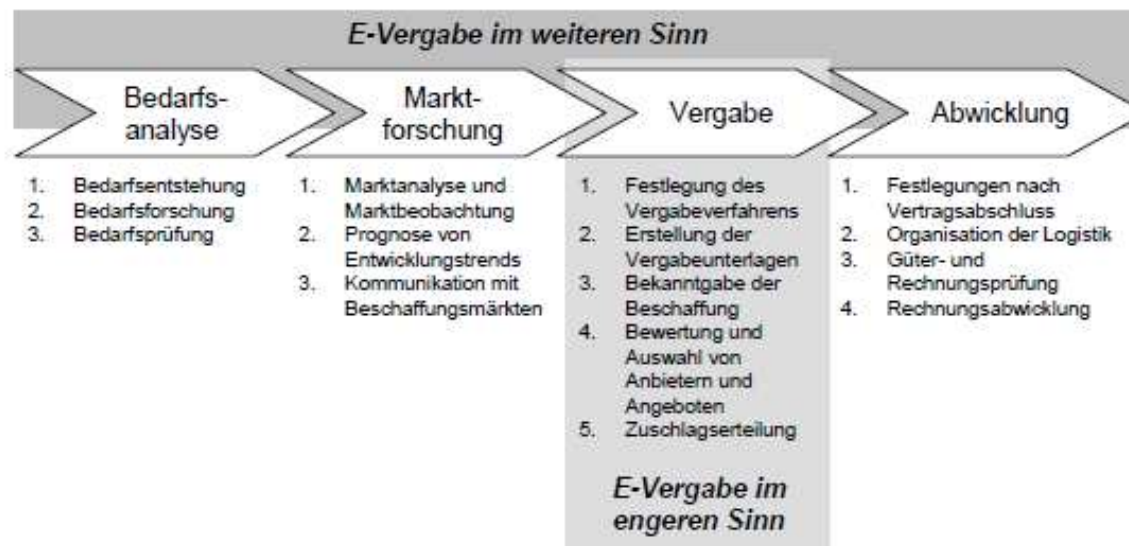 E-Vergabe im weiteren Sinn
Bedarfs-
analyse
1. Bedarfsentstehung
2. Bedarfsforschung
3. Bedarfsprüfung
Markt-
forschung
1. Marktanalyse und
Marktbeobachtung
2. Prognose von
Entwicklungstrends
3. Kommunikation mit
Beschaffungsmärkten
Vergabe
1. Festlegung des
Vergabeverfahrens
2. Erstellung der
Vergabeunterlagen
3. Bekanntgabe der
Beschaffung
4. Bewertung und
Auswahl von
Anbietern und
Angeboten
5. Zuschlagserteilung
E-Vergabe im
engeren Sinn
Abwicklung
1. Festlegungen nach
Vertragsabschluss
2. Organisation der Logistik
3. Güter- und
Rechnungsprüfung
4. Rechnungsabwicklung